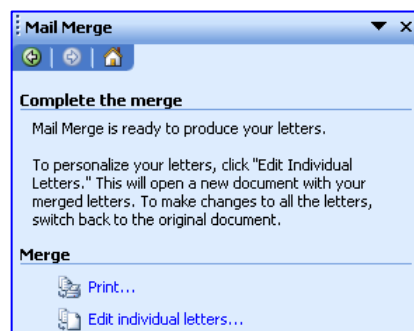 Mail Merge
Complete the merge
Mail Merge is ready to produce your letters.
To personalize your letters, click "Edit Individual
Letters." This will open a new document with your
merged letters. To make changes to all the letters,
switch back to the original document.
Merge
Print...
Edit individual letters...